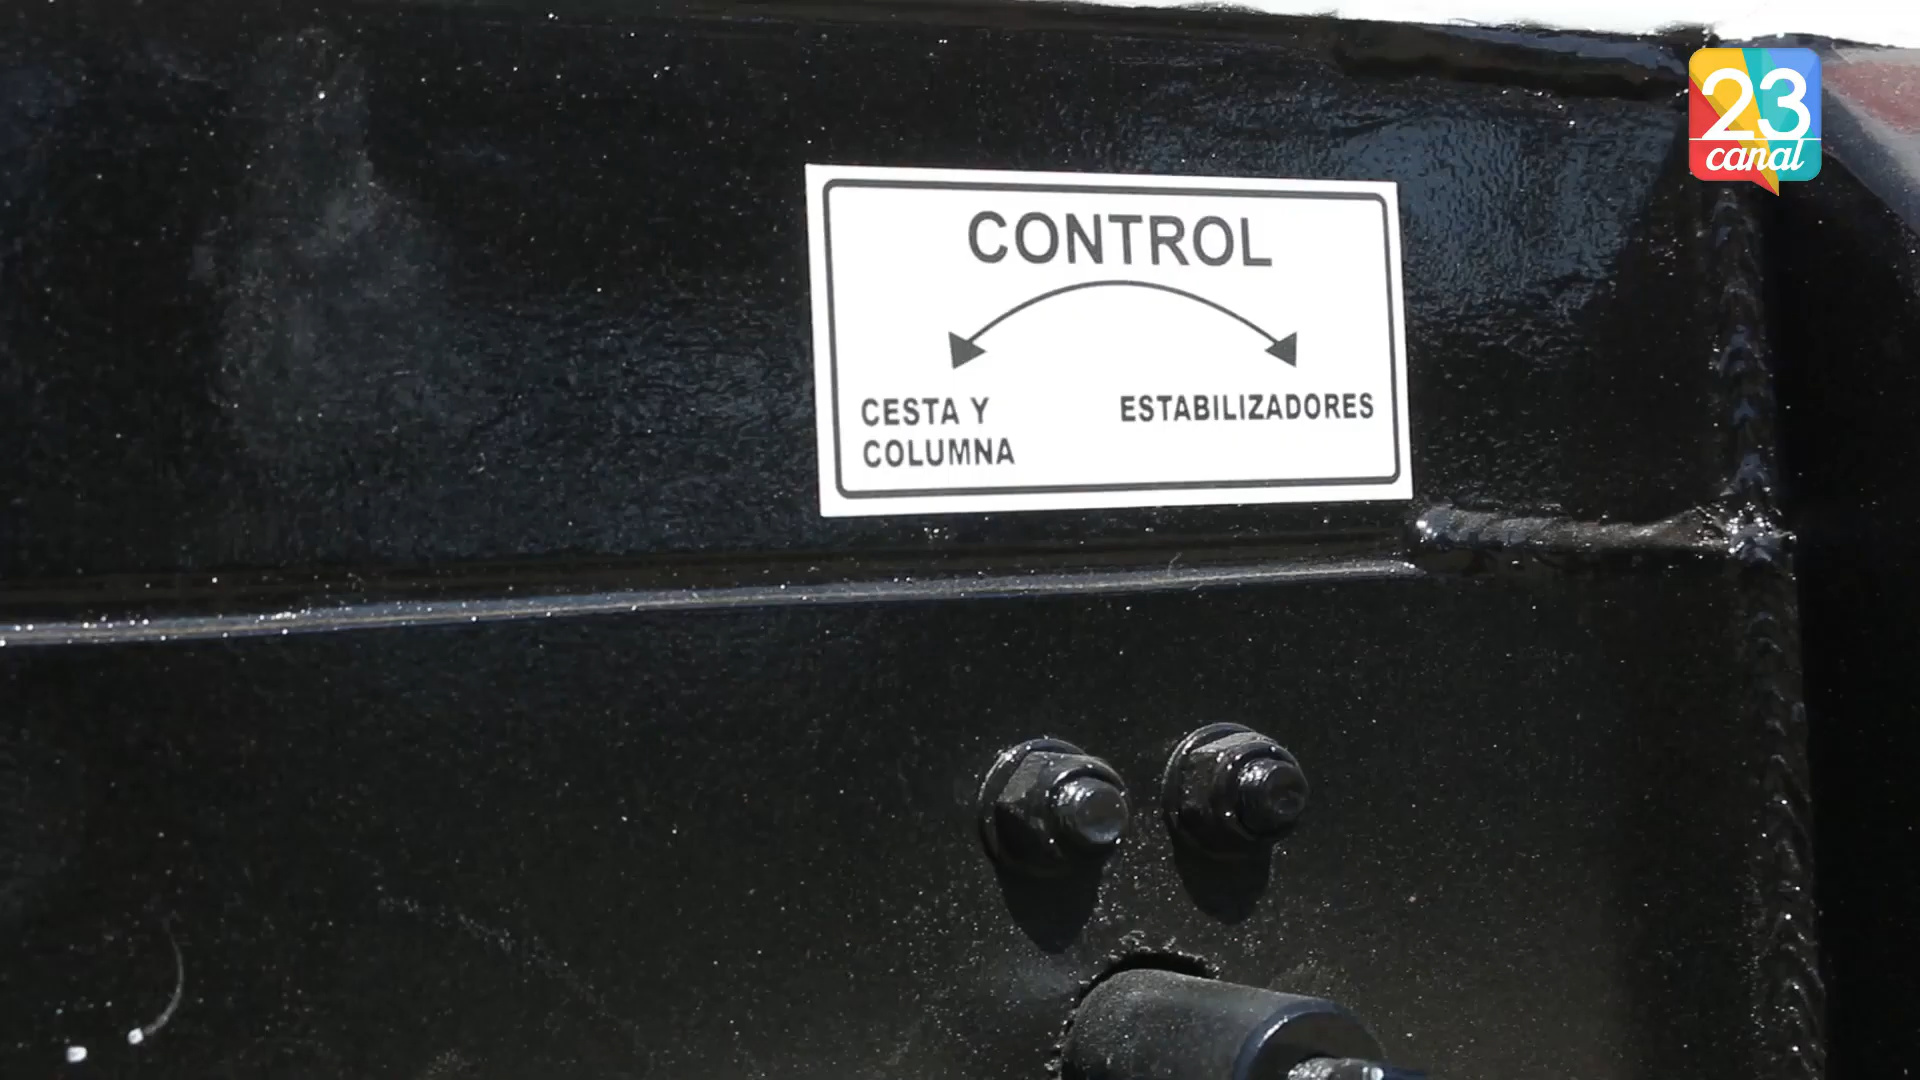 23
canal
CONTROL
CESTA Y
COLUMNA
ESTABILIZADORES